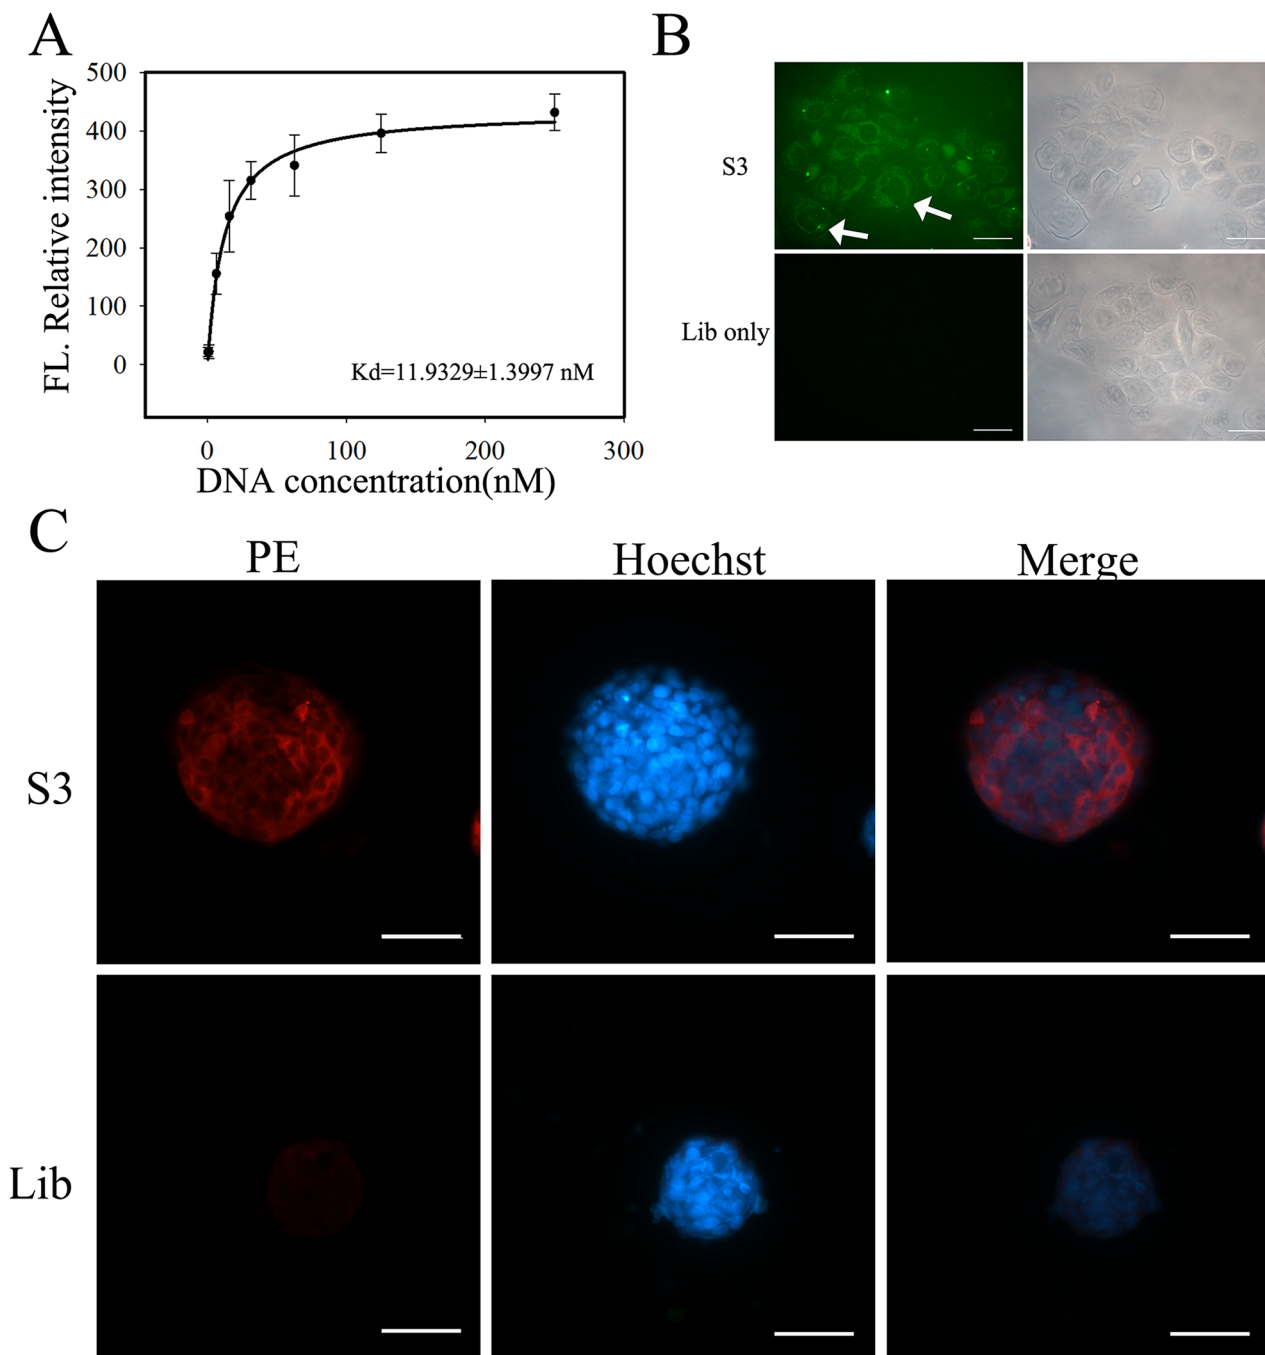 A
FL. Relative intensity
500
400
300
200
100
0
Kd=11.9329±1.3997 nM
0 100 200 300
DNA concentration(nM)
B
S3
Lib only
C
PE Hoechst Merge
S3
Lib